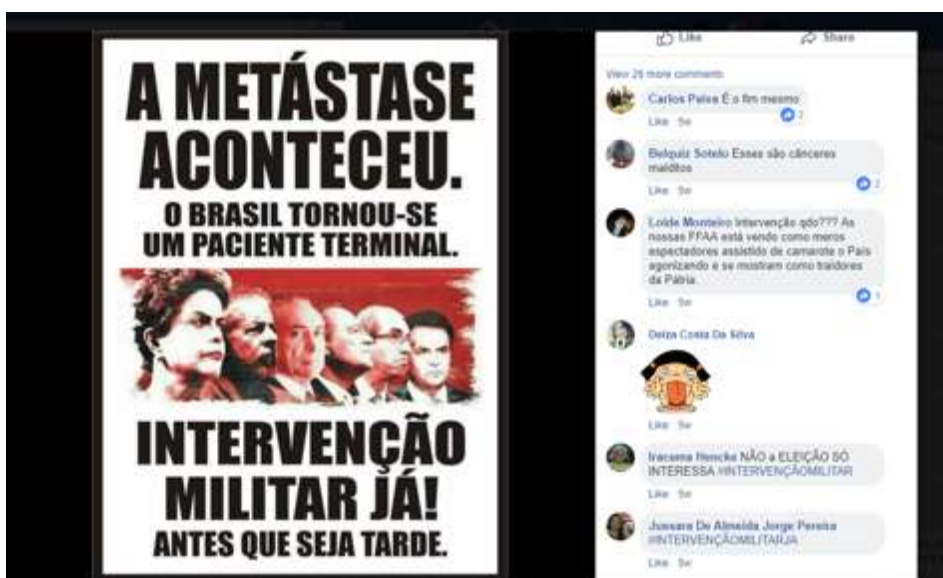 A METÁSTASE
ACONTECEU.
O BRASIL TORNOU-SE
UM PACIENTE TERMINAL.
INTERVENÇÃO
MILITAR JÁ!
ANTES QUE SEJA TARDE.
Like Share
View 26 more comments
Carlos Paiva É o fim mesmo
2
Like 5w
Belquiz Sotelo Esses são cânceres
malditos
2
Like 5w
Loide Monteiro Intervenção qdo??? As
nossas FFAA está vendo como meros
espectadores assistido de camarote o País
agonizando e se mostram como traidores
da Pátria
Like 5w
Deiza Costa Da Silva
Like 5w
Iracema Hencke NÃO a ELEIÇÃO SÓ
INTERESSA #INTERVENÇÃOMILITAR
Like 5w
Jussara De Almeida Jorge Pereira
#INTERVENÇÃOMILITARJA
Like 5w